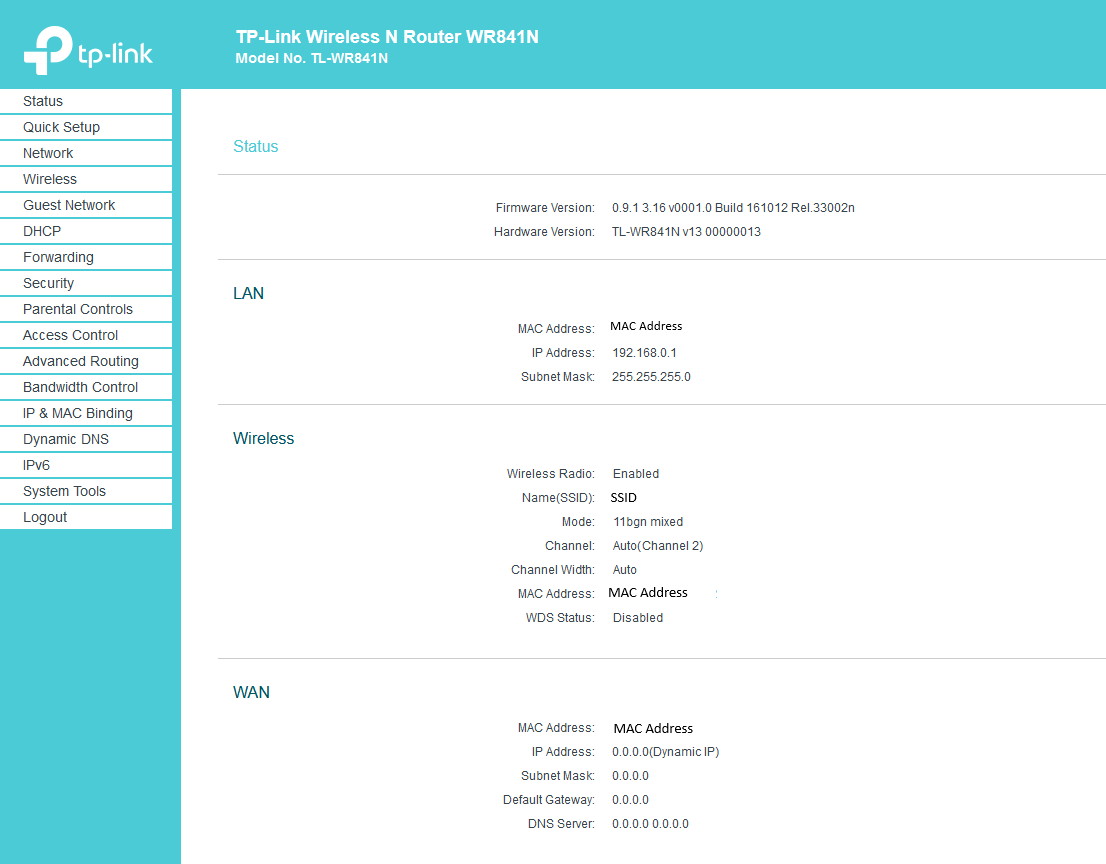 tp-link
TP-Link Wireless N Router WR841N
Model No. TL-WR841N
Status
Quick Setup
Network
Wireless
Guest Network
DHCP
Forwarding
Security
Parental Controls
Access Control
Advanced Routing
Bandwidth Control
IP & MAC Binding
Dynamic DNS
IPv6
System Tools
Logout
Status
Firmware Version: 0.9.1 3.16 v0001.0 Build 161012 Rel.33002n
Hardware Version: TL-WR841N v13 00000013
LAN
MAC Address: MAC Address
IP Address: 192.168.0.1
Subnet Mask: 255.255.255.0
Wireless
Wireless Radio: Enabled
Name(SSID): SSID
Mode: 11bgn mixed
Channel: Auto(Channel 2)
Channel Width: Auto
MAC Address: MAC Address
WDS Status: Disabled
WAN
MAC Address: MAC Address
IP Address: 0.0.0.0(Dynamic IP)
Subnet Mask: 0.0.0.0
Default Gateway: 0.0.0.0
DNS Server: 0.0.0.0 0.0.0.0